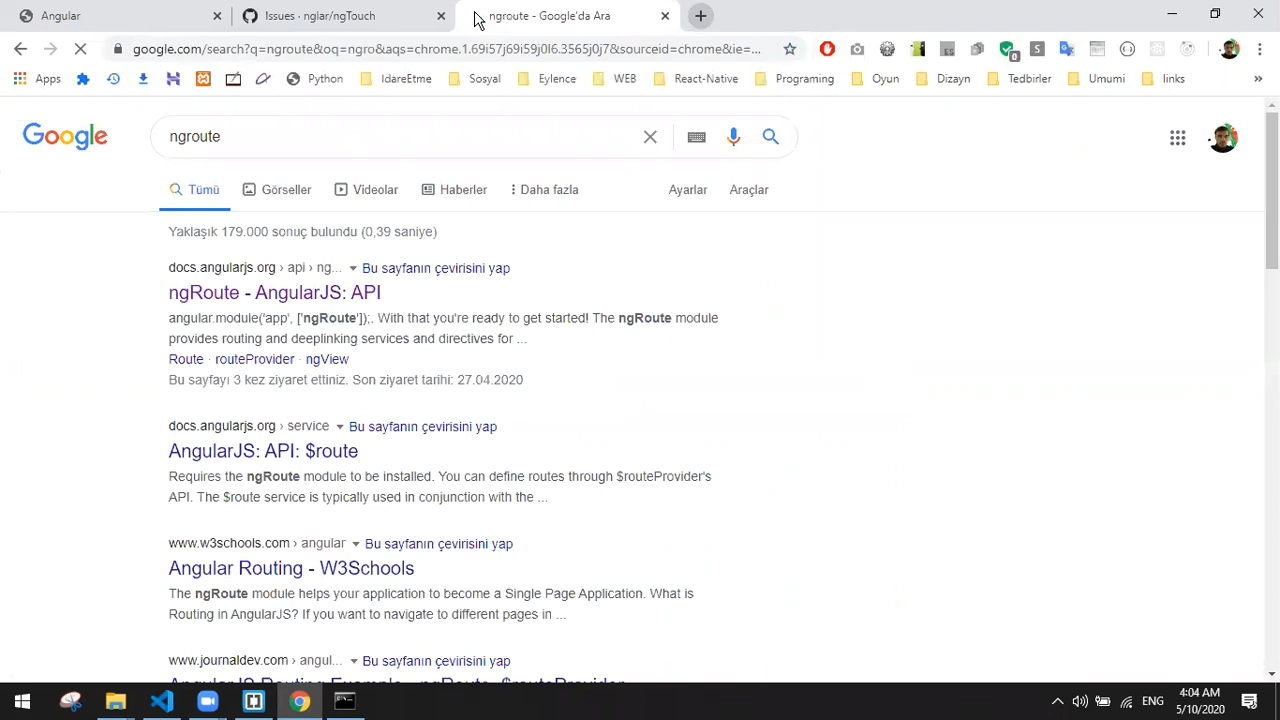 Angular
Issues · nglar/ngTouch
ngroute - Google'da Ara
google.com/search?q=ngroute&oq=ngro&aqs=chrome.1.69i57j69i59j0l6.3565j0j7&sourceid=chrome&ie=...
Apps
Python
IdareEtme
Sosyal
Eylence
WEB
React-Native
Programing
Oyun
Dizayn
Tedbirler
Umumi
links
Google
ngroute
Tümü
Görseller
Videolar
Haberler
Daha fazla
Ayarlar
Araçlar
Yaklaşık 179.000 sonuç bulundu (0,39 saniye)
docs.angularjs.org › api › ng... Bu sayfanın çevirisini yap
ngRoute - AngularJS: API
angular.module('app', ['ngRoute']);. With that you're ready to get started! The ngRoute module
provides routing and deeplinking services and directives for ...
Route · routeProvider · ngView
Bu sayfayı 3 kez ziyaret ettiniz. Son ziyaret tarihi: 27.04.2020
docs.angularjs.org › service Bu sayfanın çevirisini yap
AngularJS: API: $route
Requires the ngRoute module to be installed. You can define routes through $routeProvider's
API. The $route service is typically used in conjunction with the ...
www.w3schools.com › angular Bu sayfanın çevirisini yap
Angular Routing - W3Schools
The ngRoute module helps your application to become a Single Page Application. What is
Routing in AngularJS? If you want to navigate to different pages in ...
www.journaldev.com › angul... Bu sayfanın çevirisini yap
AngularJS Routing Example - ngRoute, $routeProvider
ENG
4:04 AM
5/10/2020